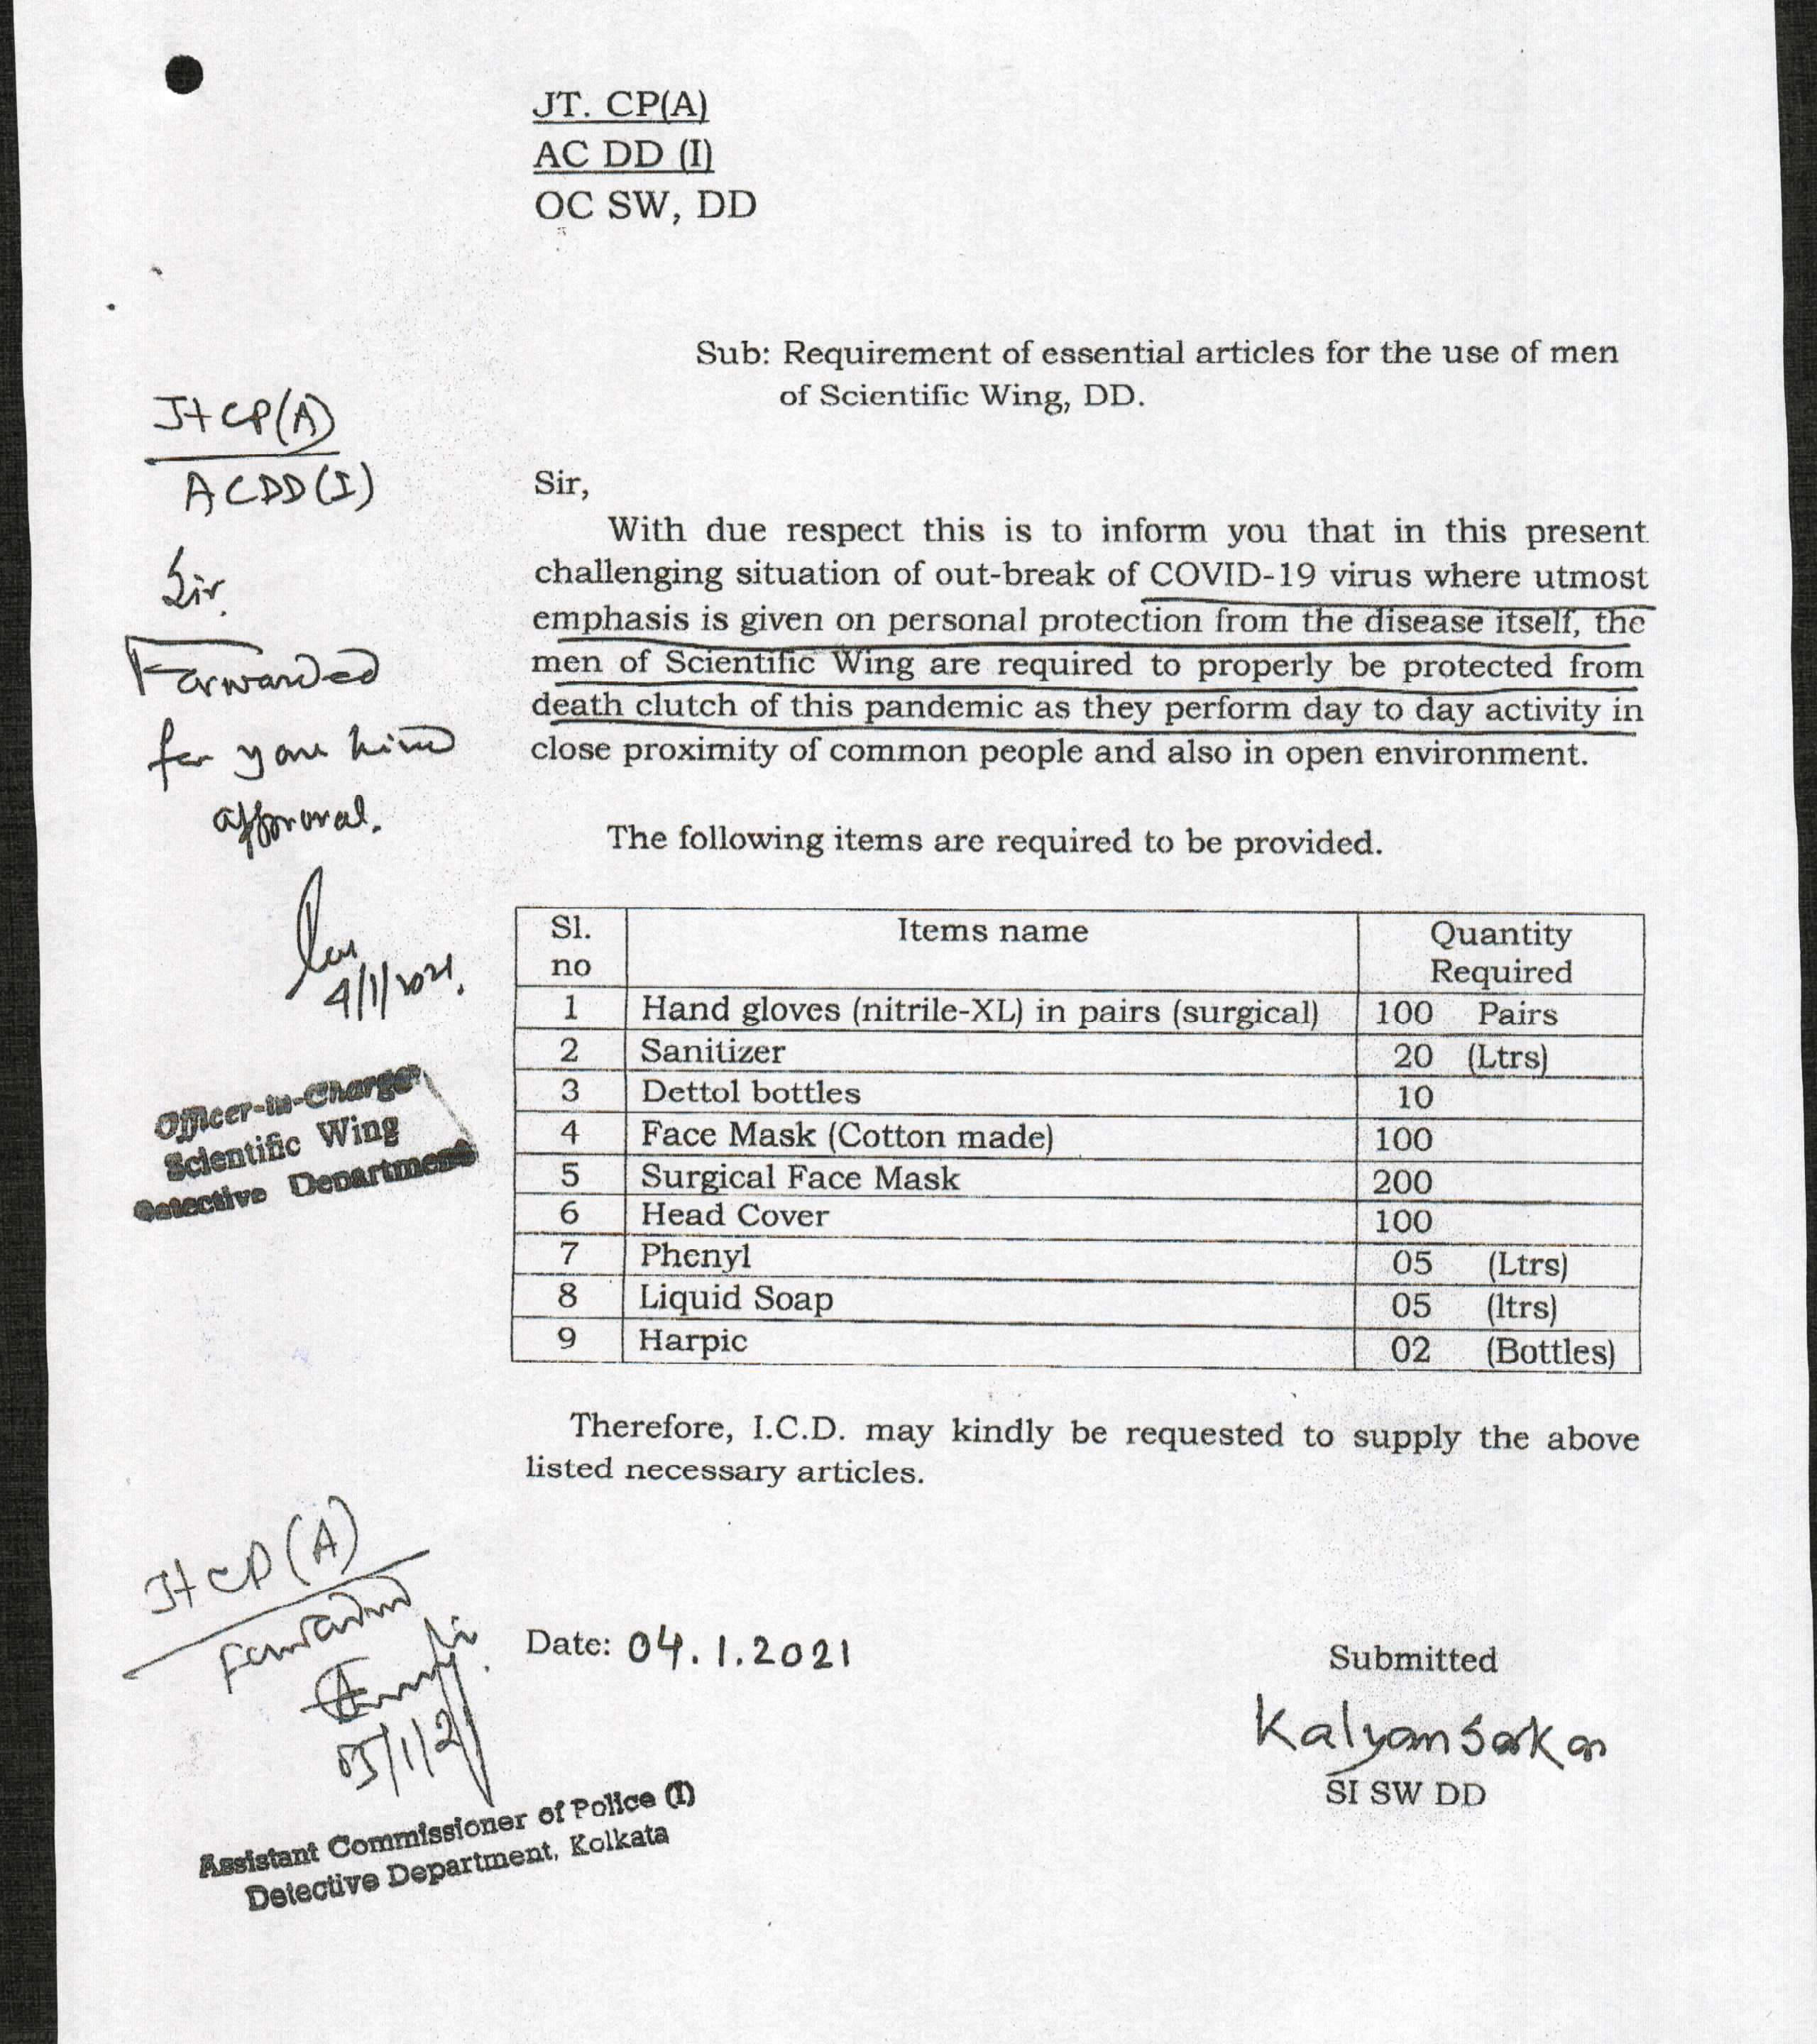 JT. CP(A)
AC DD (I)
OC SW, DD
Sub: Requirement of essential articles for the use of men
of Scientific Wing, DD.
Jt CP(A)
ACDD(I)
Sir,
Forwarded
for your kind
approval.
4/1/2021.
Officer-in-Charge
Scientific Wing
Detective Department
Sir,
With due respect this is to inform you that in this present
challenging situation of out-break of COVID-19 virus where utmost
emphasis is given on personal protection from the disease itself, the
men of Scientific Wing are required to properly be protected from
death clutch of this pandemic as they perform day to day activity in
close proximity of common people and also in open environment.
The following items are required to be provided.
Sl. no Items name Quantity Required
1 Hand gloves (nitrile-XL) in pairs (surgical) 100 Pairs
2 Sanitizer 20 (Ltrs)
3 Dettol bottles 10
4 Face Mask (Cotton made) 100
5 Surgical Face Mask 200
6 Head Cover 100
7 Phenyl 05 (Ltrs)
8 Liquid Soap 05 (ltrs)
9 Harpic 02 (Bottles)
Therefore, I.C.D. may kindly be requested to supply the above
listed necessary articles.
Jt CP (A)
Forwarded
05/1/21
Assistant Commissioner of Police (I)
Detective Department, Kolkata
Date: 04.1.2021
Submitted
Kalyan Sarkar
SI SW DD